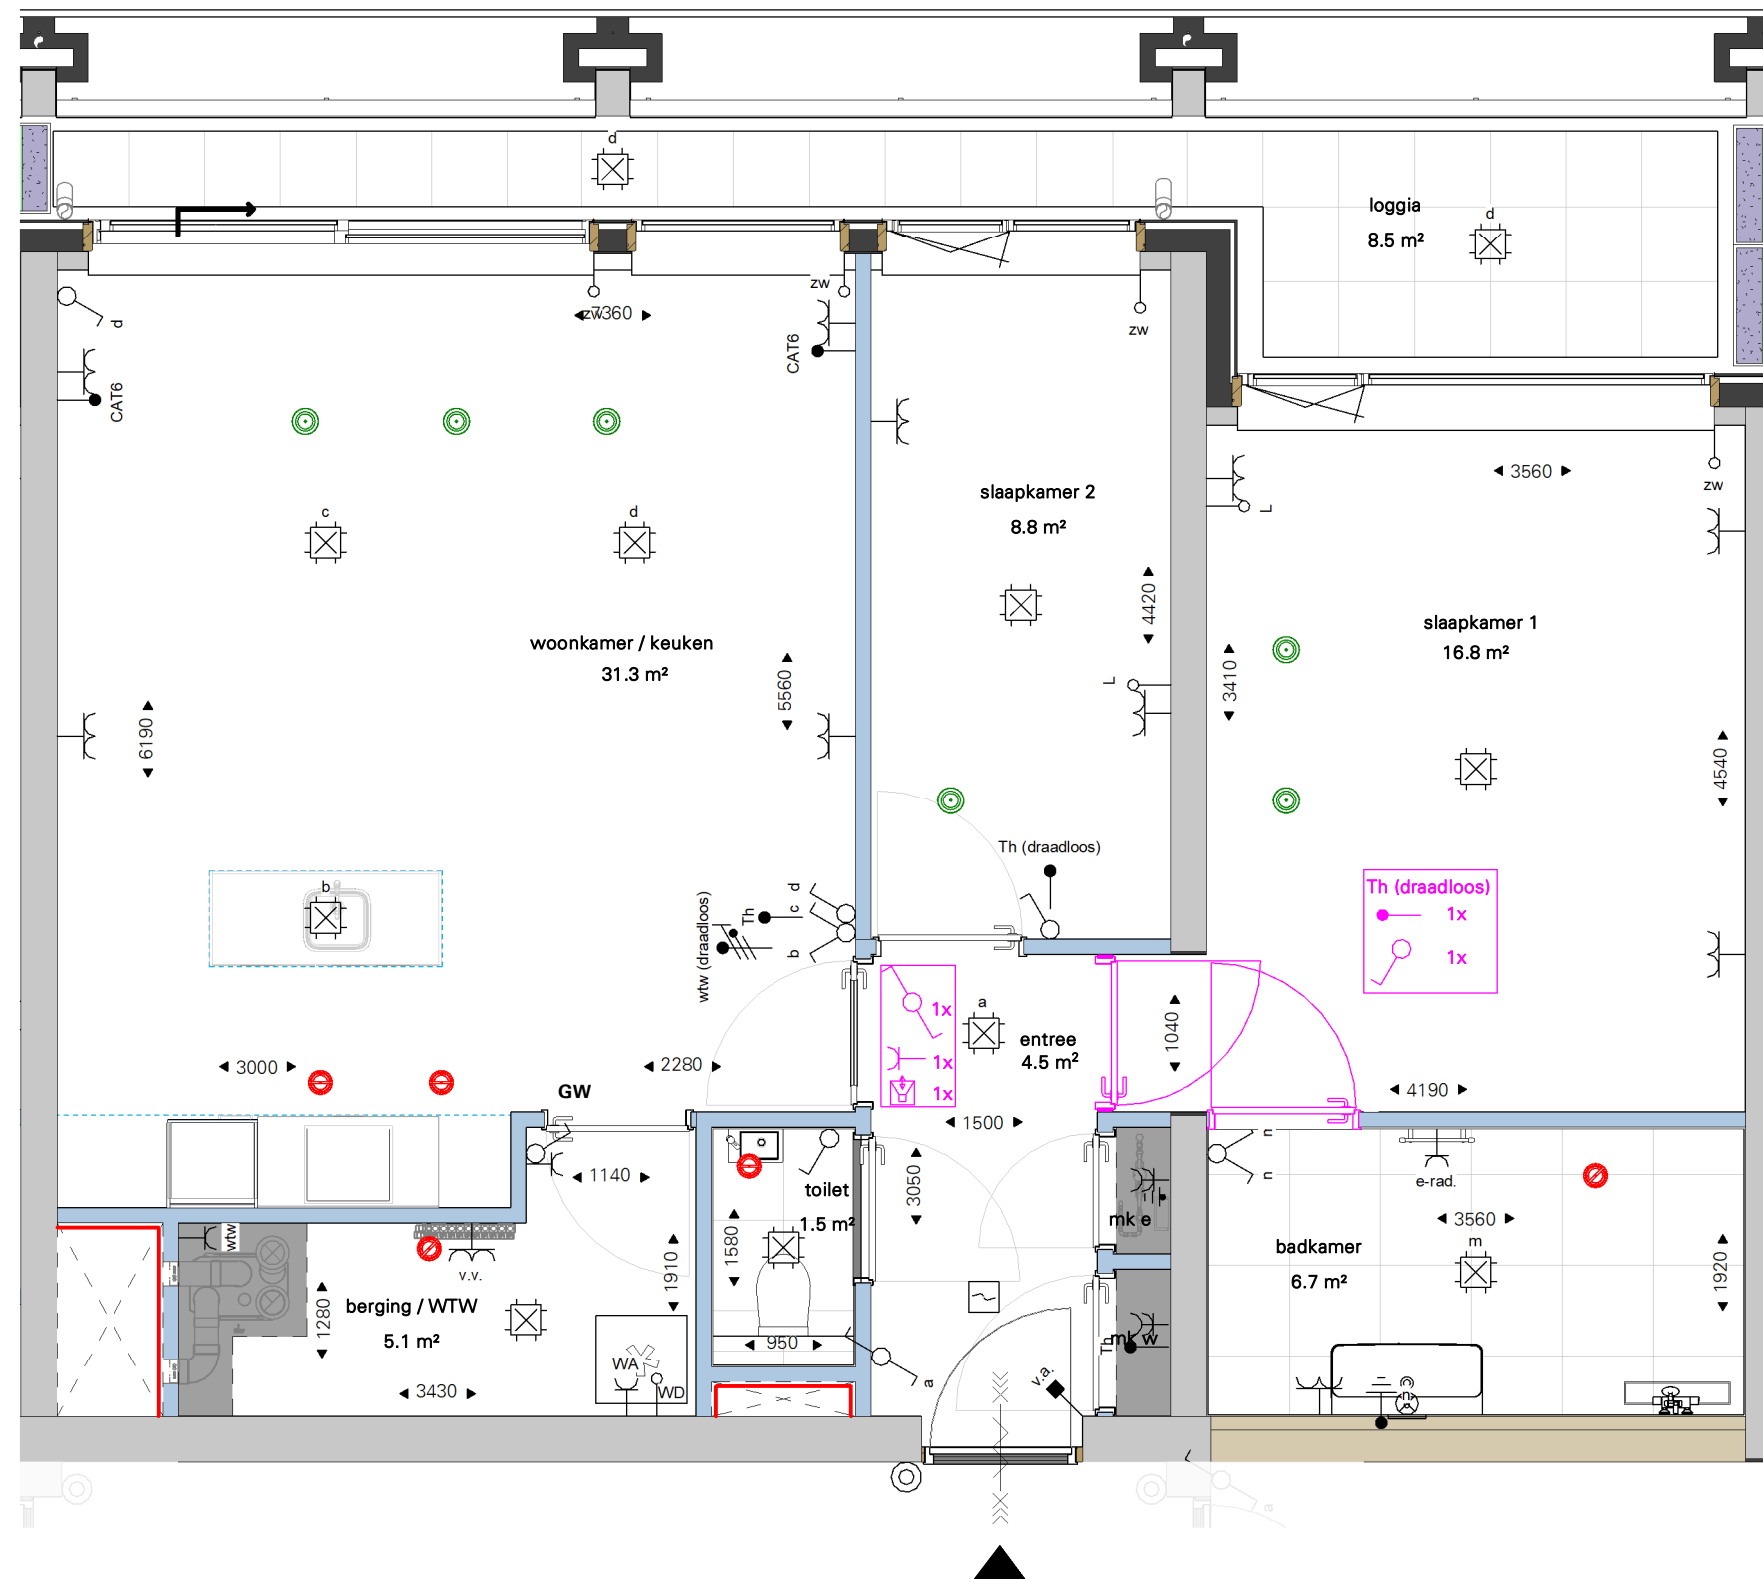 d
loggia
8.5 m²
d
d
CAT6
zw
7360
zw
CAT6
zw
3560
zw
L
c
d
slaapkamer 2
8.8 m²
4420
L
woonkamer / keuken
31.3 m²
5560
6190
slaapkamer 1
16.8 m²
3410
4540
Th (draadloos)
b
d
c
b
Th
wtw (draadloos)
Th (draadloos)
1x
1x
1x
1x
1x
a
entree
4.5 m²
1040
3000
2280
GW
1500
4190
1140
toilet
1.5 m²
1580
3050
mk e
n
n
e-rad.
3560
m
badkamer
6.7 m²
1920
wtw
v.v.
berging / WTW
5.1 m²
1280
1910
3430
WA
WD
950
a
v.a.
Th
mk w
a